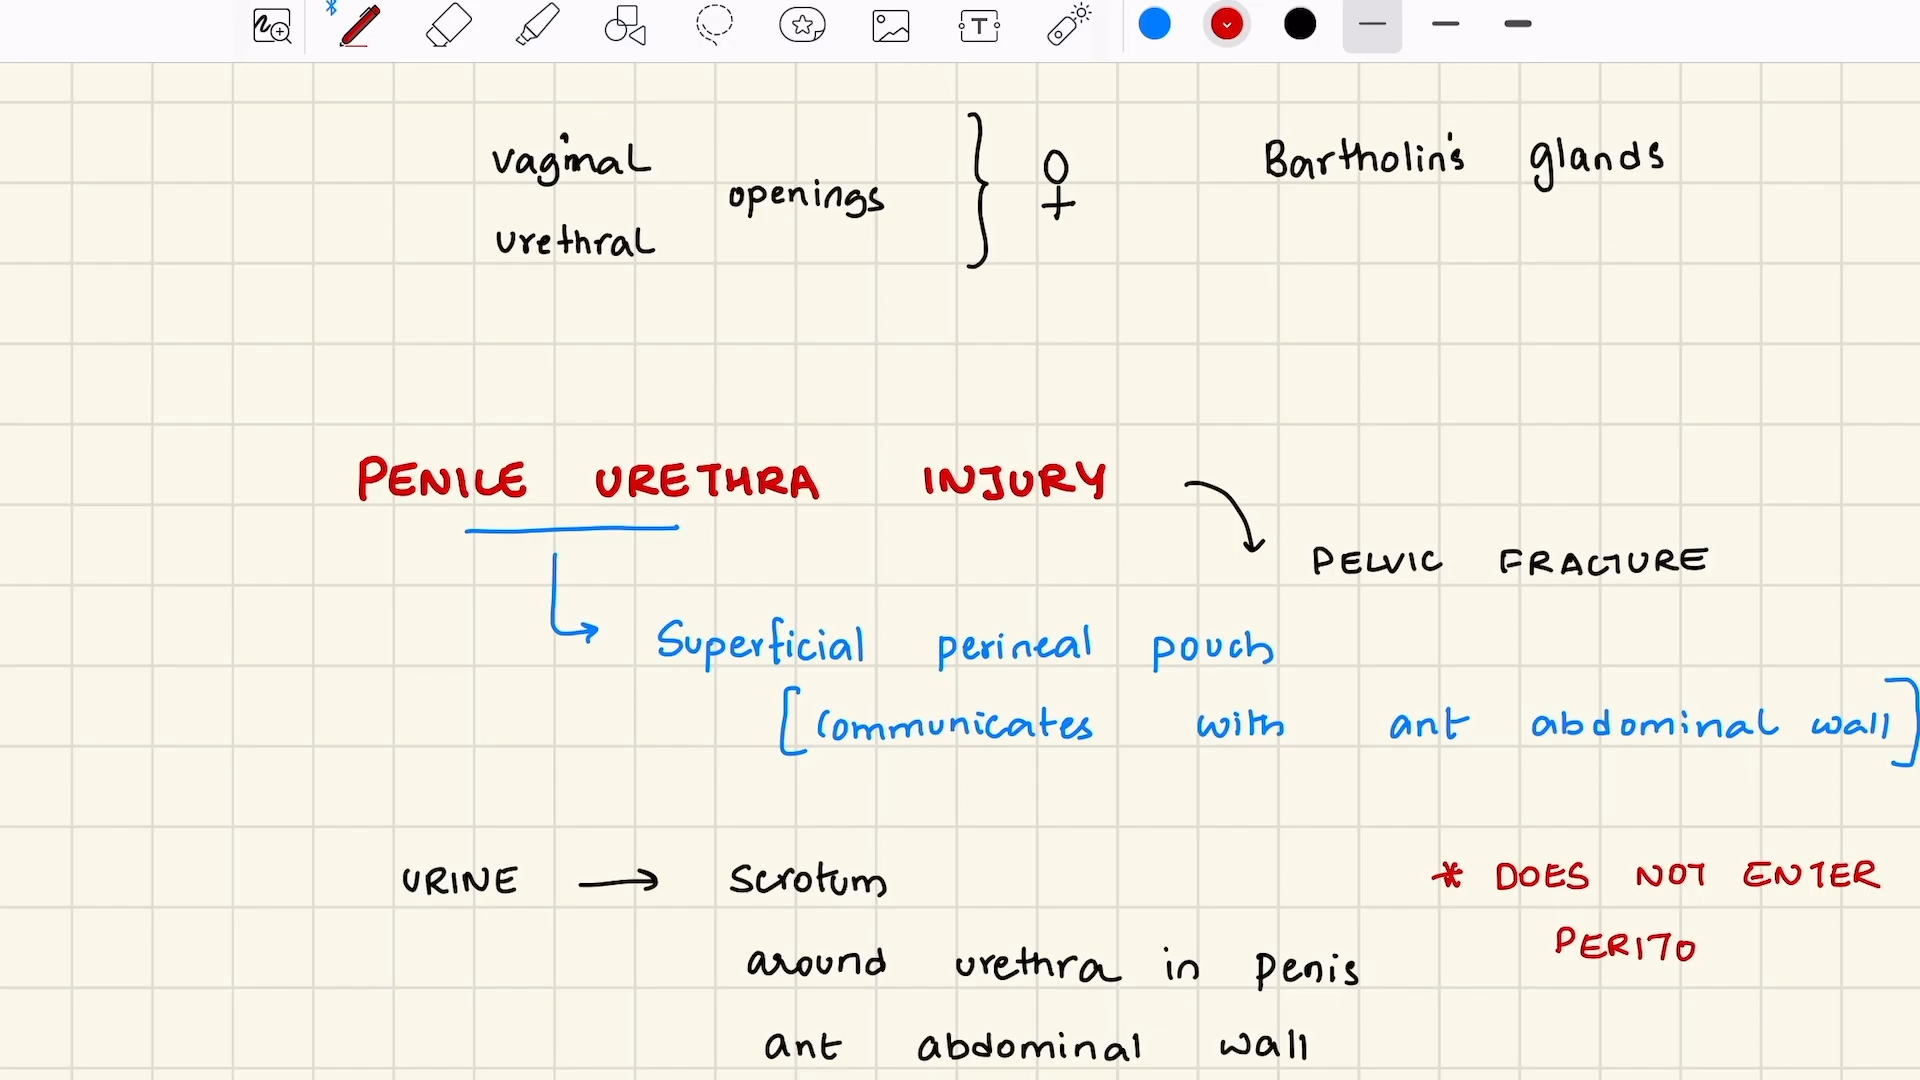 vaginal
openings
urethral
♀
Bartholin's glands
PENILE URETHRA INJURY
PELVIC FRACTURE
Superficial perineal pouch
[communicates with ant abdominal wall]
URINE → Scrotum
around urethra in penis
ant abdominal wall
* DOES NOT ENTER
PERITO